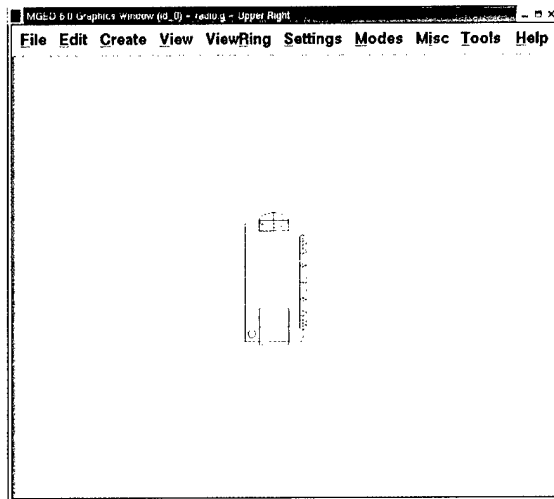 MGED 6.0 Graphics Window (id_0) - radio.g - Upper Right
File Edit Create View ViewRing Settings Modes Misc Tools Help